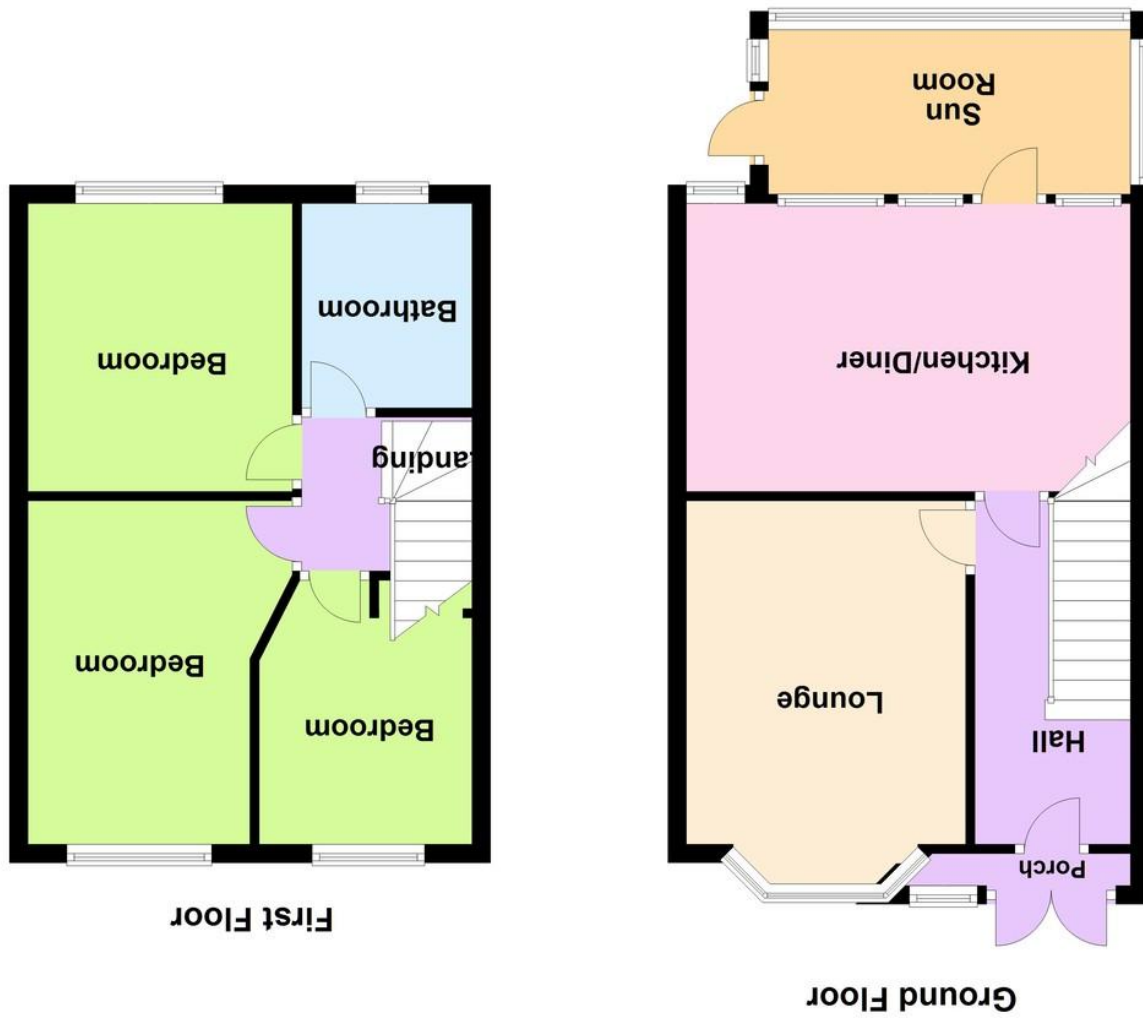 Ground Floor
Porch
Hall
Lounge
Kitchen/Diner
Sun
Room
First Floor
Bedroom
Bedroom
Landing
Bedroom
Bathroom